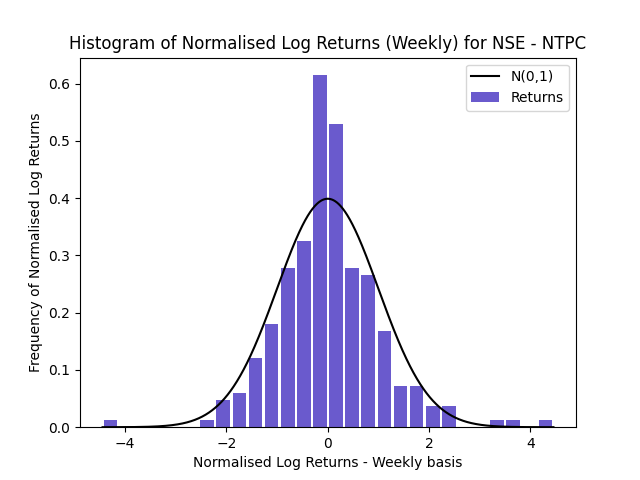 Histogram of Normalised Log Returns (Weekly) for NSE - NTPC
N(0,1)
Returns
Frequency of Normalised Log Returns
0.6
0.5
0.4
0.3
0.2
0.1
0.0
−4 −2 0 2 4
Normalised Log Returns - Weekly basis